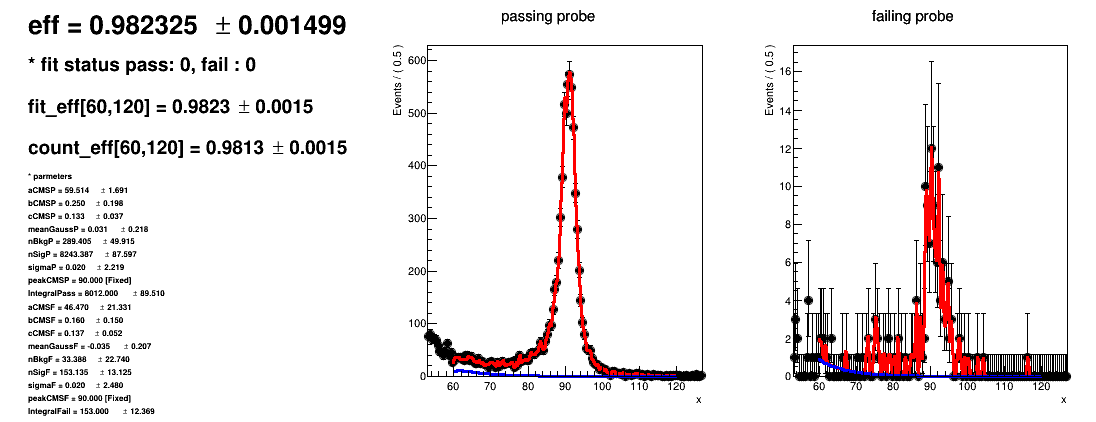 eff = 0.982325 ± 0.001499
* fit status pass: 0, fail : 0
fit_eff[60,120] = 0.9823 ± 0.0015
count_eff[60,120] = 0.9813 ± 0.0015
* parmeters
aCMSP = 59.514 ± 1.691
bCMSP = 0.250 ± 0.198
cCMSP = 0.133 ± 0.037
meanGaussP = 0.031 ± 0.218
nBkgP = 289.405 ± 49.915
nSigP = 8243.387 ± 87.597
sigmaP = 0.020 ± 2.219
peakCMSP = 90.000 [Fixed]
IntegralPass = 8012.000 ± 89.510
aCMSF = 46.470 ± 21.331
bCMSF = 0.160 ± 0.150
cCMSF = 0.137 ± 0.052
meanGaussF = -0.035 ± 0.207
nBkgF = 33.388 ± 22.740
nSigF = 153.135 ± 13.125
sigmaF = 0.020 ± 2.480
peakCMSF = 90.000 [Fixed]
IntegralFail = 153.000 ± 12.369
passing probe
Events / ( 0.5 )
600
500
400
300
200
100
0
60 70 80 90 100 110 120
x
failing probe
Events / ( 0.5 )
16
14
12
10
8
6
4
2
0
60 70 80 90 100 110 120
x